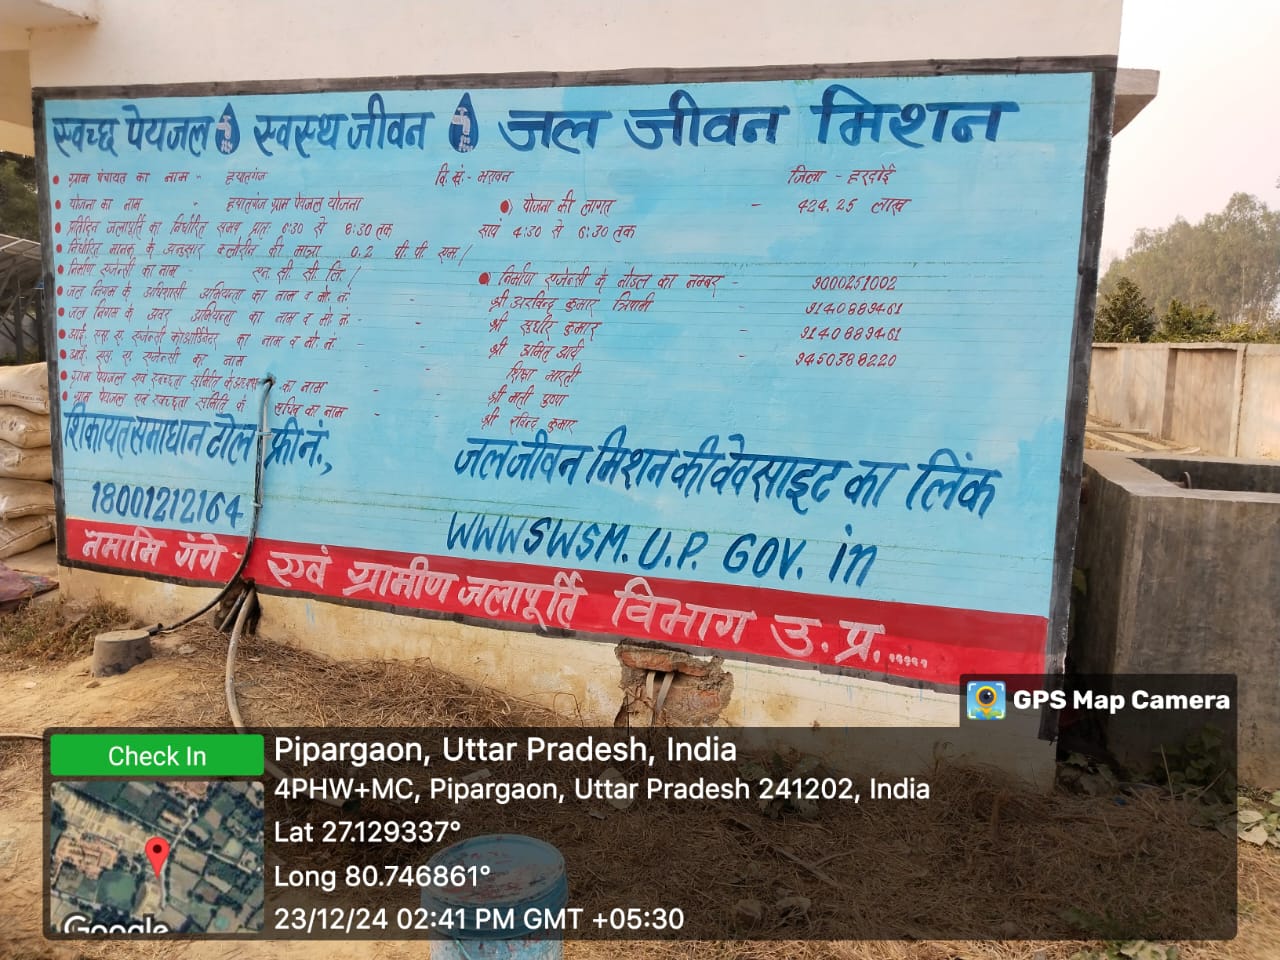 स्वच्छ पेयजल स्वस्थ जीवन जल जीवन मिशन
ग्राम पंचायत का नाम - हयातगंज वि.सं.- भरावन जिला - हरदोई
योजना का नाम - हयातगंज ग्राम पेयजल योजना योजना की लागत - 424.25 लाख
प्रतिदिन जलापूर्ति का निर्धारित समय प्रातः 6:30 से 8:30 तक सायं 4:30 से 6:30 तक
निर्धारित मानक के अनुसार क्लोरीन की मात्रा 0.2 पी.पी.एम/
निर्माण एजेन्सी का नाम - एन.सी.सी.लि./ निर्माण एजेन्सी के नोडल का नम्बर - 9000251002
जल निगम के अधिशासी अभियन्ता का नाम व मो.नं. - श्री अरविन्द्र कुमार त्रिपाठी - 9140889461
जल निगम के अवर अभियन्ता का नाम व मो.नं. - श्री सुधीर कुमार - 9140889461
आई.एस.ए. एजेन्सी कोआर्डिनेटर का नाम व मो.नं. - श्री अमित आर्य - 9450388220
आई.एस.ए. एजेन्सी का नाम - शिक्षा भारती
ग्राम पेयजल एवं स्वच्छता समिति के अध्यक्ष का नाम - श्री मती पुष्पा
ग्राम पेयजल एवं स्वच्छता समिति के सचिव का नाम - श्री रविन्द्र कुमार
शिकायत समाधान टोल फ्री नं.,
18001212164
जल जीवन मिशन की वेवसाइट का लिंक
WWWSWSM.U.P. GOV. in
नमामि गंगे - एवं ग्रामीण जलापूर्ति विभाग उ.प्र......
GPS Map Camera
Check In
Pipargaon, Uttar Pradesh, India
4PHW+MC, Pipargaon, Uttar Pradesh 241202, India
Lat 27.129337°
Long 80.746861°
23/12/24 02:41 PM GMT +05:30
Google